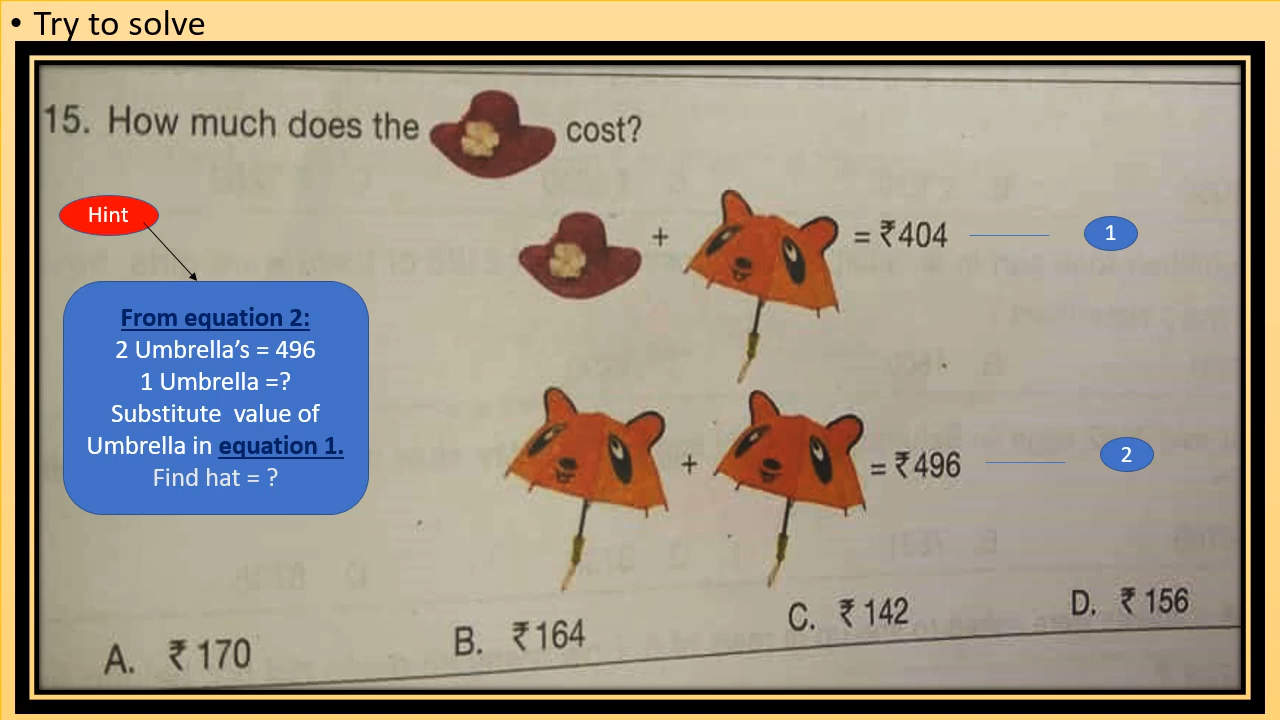 • Try to solve
15. How much does the cost?
Hint
+ = ₹404
1
From equation 2:
2 Umbrella’s = 496
1 Umbrella =?
Substitute value of
Umbrella in equation 1.
Find hat = ?
+ = ₹496
2
A. ₹ 170
B. ₹ 164
C. ₹ 142
D. ₹ 156